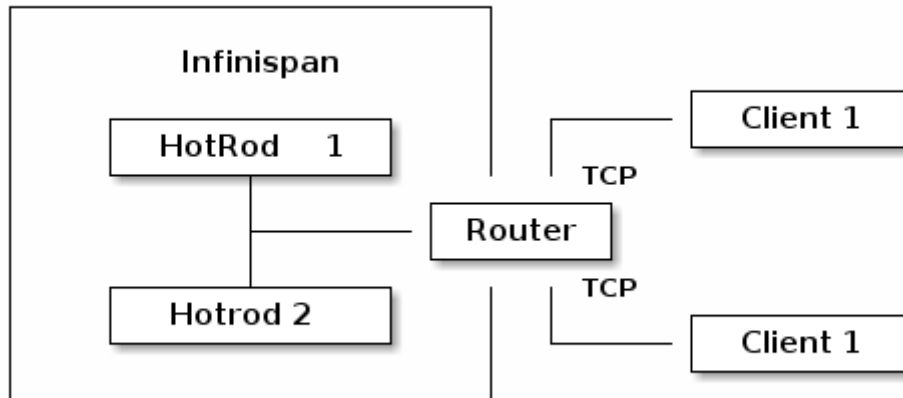 Infinispan
HotRod 1
Client 1
TCP
Router
TCP
Hotrod 2
Client 1